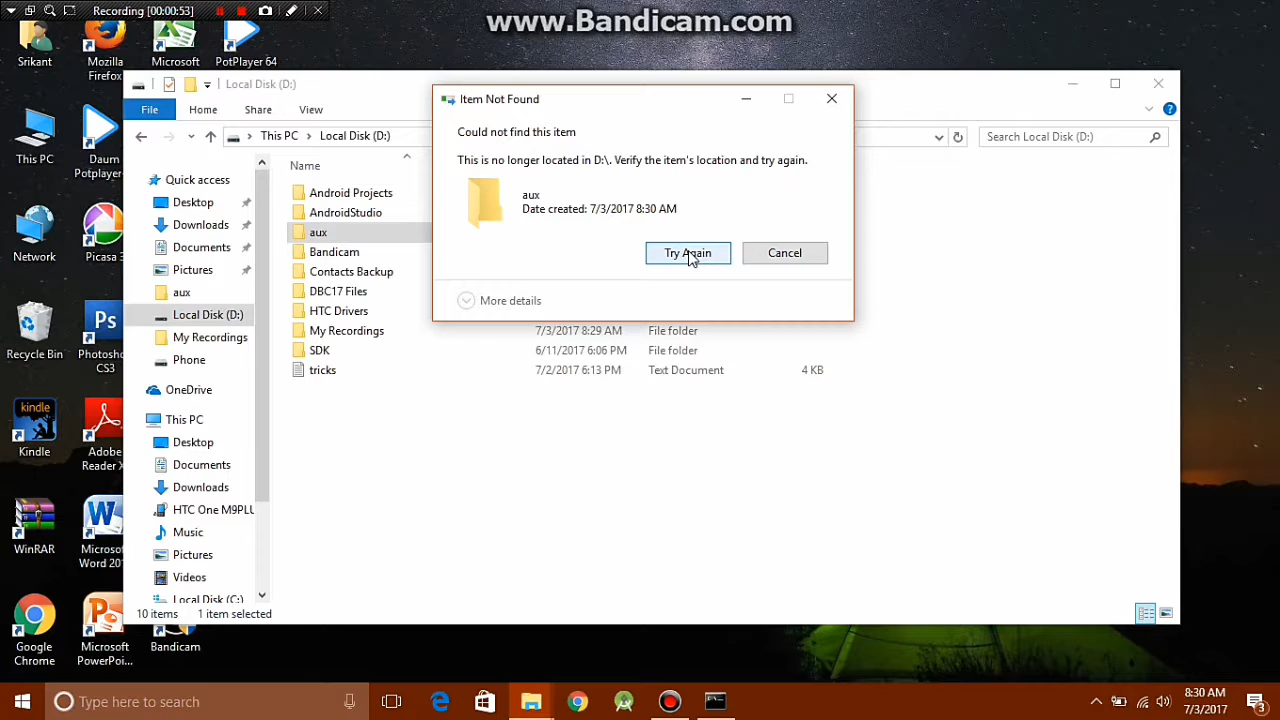 Recording [00:00:53]
www.Bandicam.com
Srikant
Mozilla Firefox
Microsoft
PotPlayer 64
Local Disk (D:)
File
Home
Share
View
This PC
Local Disk (D:)
Search Local Disk (D:)
Item Not Found
Could not find this item
This is no longer located in D:\. Verify the item's location and try again.
aux
Date created: 7/3/2017 8:30 AM
Try Again
Cancel
More details
This PC
Daum Potplayer
Network
Picasa 3
Recycle Bin
Ps
Photosh
CS3
kindle
Kindle
Adobe
Reader X
WinRAR
Microsof
Word 201
Google
Chrome
Microsoft
PowerPoi...
Bandicam
Quick access
Desktop
Downloads
Documents
Pictures
aux
Local Disk (D:)
My Recordings
Phone
OneDrive
This PC
Desktop
Documents
Downloads
HTC One M9PLU
Music
Pictures
Videos
Local Disk (C:)
Name
Android Projects
AndroidStudio
aux
Bandicam
Contacts Backup
DBC17 Files
HTC Drivers
My Recordings 7/3/2017 8:29 AM File folder
SDK 6/11/2017 6:06 PM File folder
tricks 7/2/2017 6:13 PM Text Document 4 KB
10 items 1 item selected
Type here to search
8:30 AM
7/3/2017
3